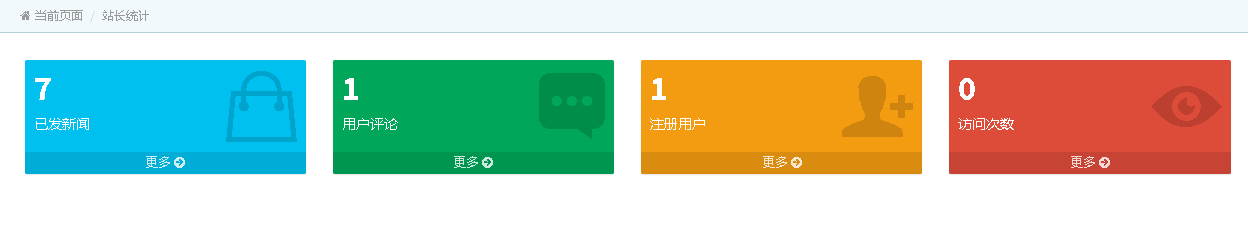 当前页面 / 站长统计
7
已发新闻
更多
1
用户评论
更多
1
注册用户
更多
0
访问次数
更多